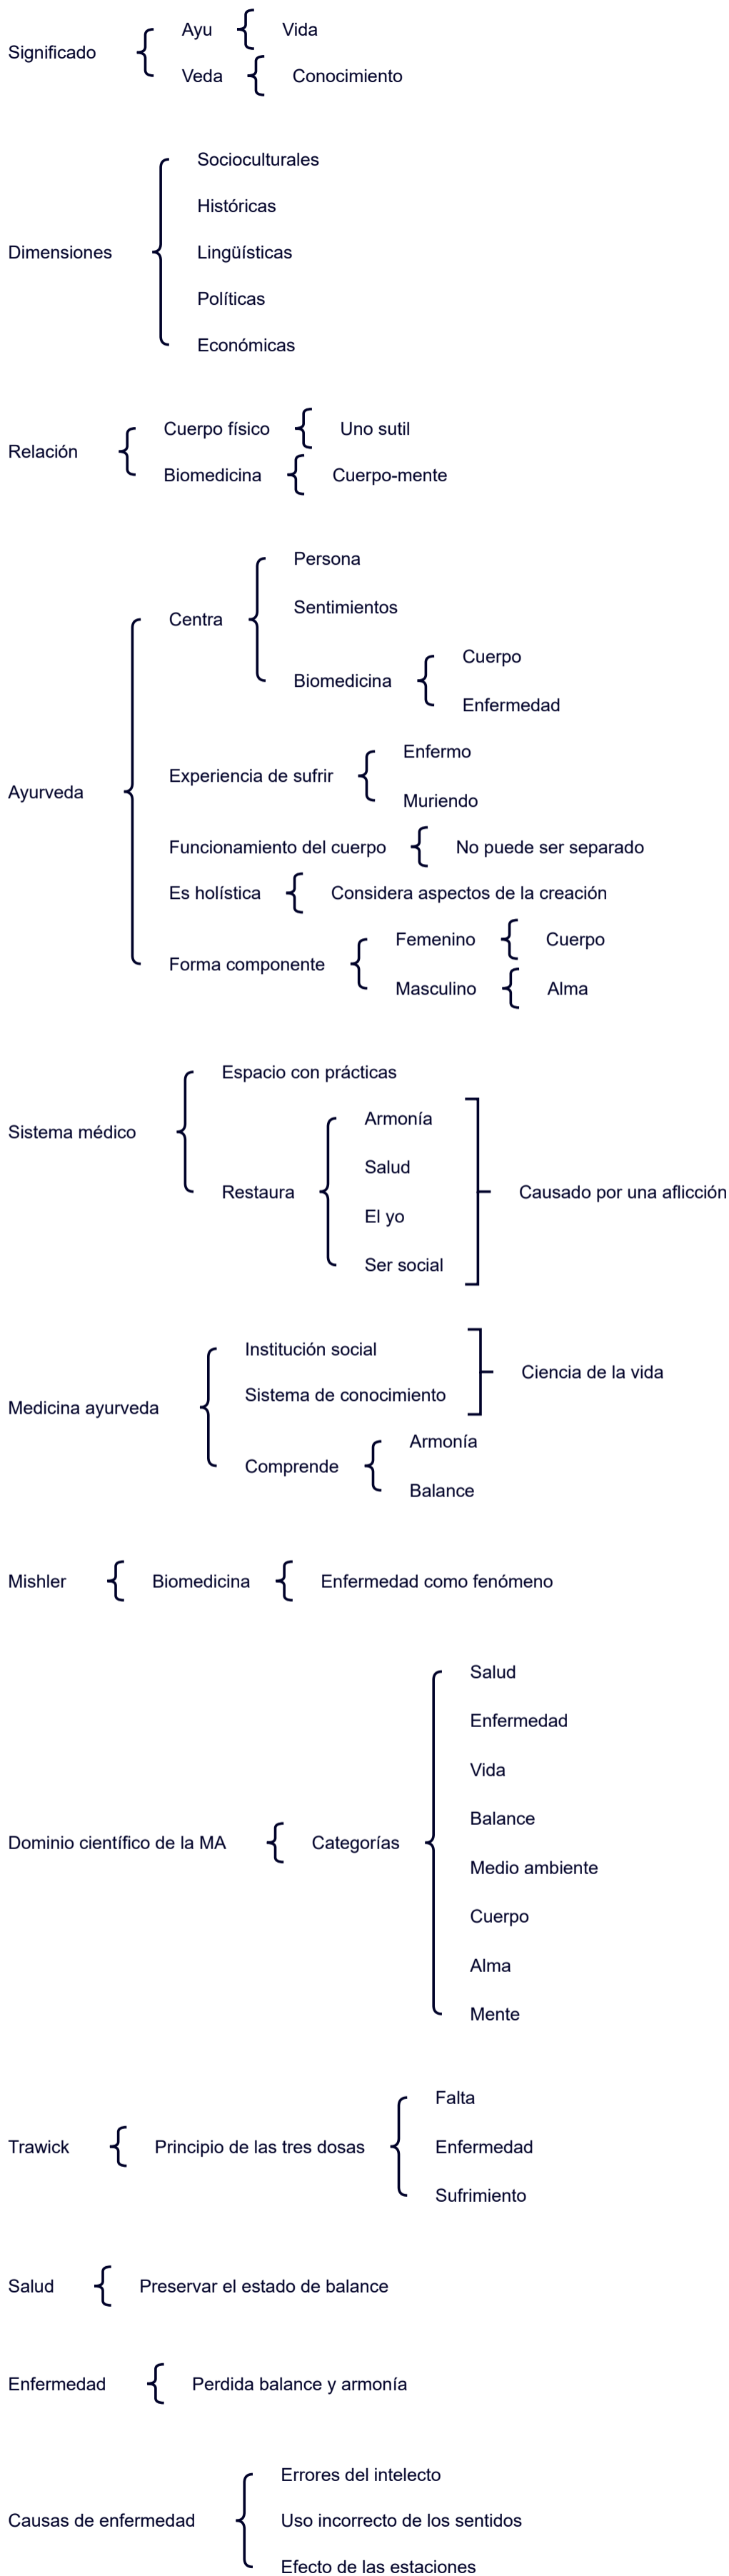 Significado
Ayu
Vida
Veda
Conocimiento
Dimensiones
Socioculturales
Históricas
Lingüísticas
Políticas
Económicas
Relación
Cuerpo físico
Uno sutil
Biomedicina
Cuerpo-mente
Ayurveda
Centra
Persona
Sentimientos
Biomedicina
Cuerpo
Enfermedad
Experiencia de sufrir
Enfermo
Muriendo
Funcionamiento del cuerpo
No puede ser separado
Es holística
Considera aspectos de la creación
Forma componente
Femenino
Cuerpo
Masculino
Alma
Sistema médico
Espacio con prácticas
Restaura
Armonía
Salud
El yo
Ser social
Causado por una aflicción
Medicina ayurveda
Institución social
Sistema de conocimiento
Ciencia de la vida
Comprende
Armonía
Balance
Mishler
Biomedicina
Enfermedad como fenómeno
Dominio científico de la MA
Categorías
Salud
Enfermedad
Vida
Balance
Medio ambiente
Cuerpo
Alma
Mente
Trawick
Principio de las tres dosas
Falta
Enfermedad
Sufrimiento
Salud
Preservar el estado de balance
Enfermedad
Perdida balance y armonía
Causas de enfermedad
Errores del intelecto
Uso incorrecto de los sentidos
Efecto de las estaciones